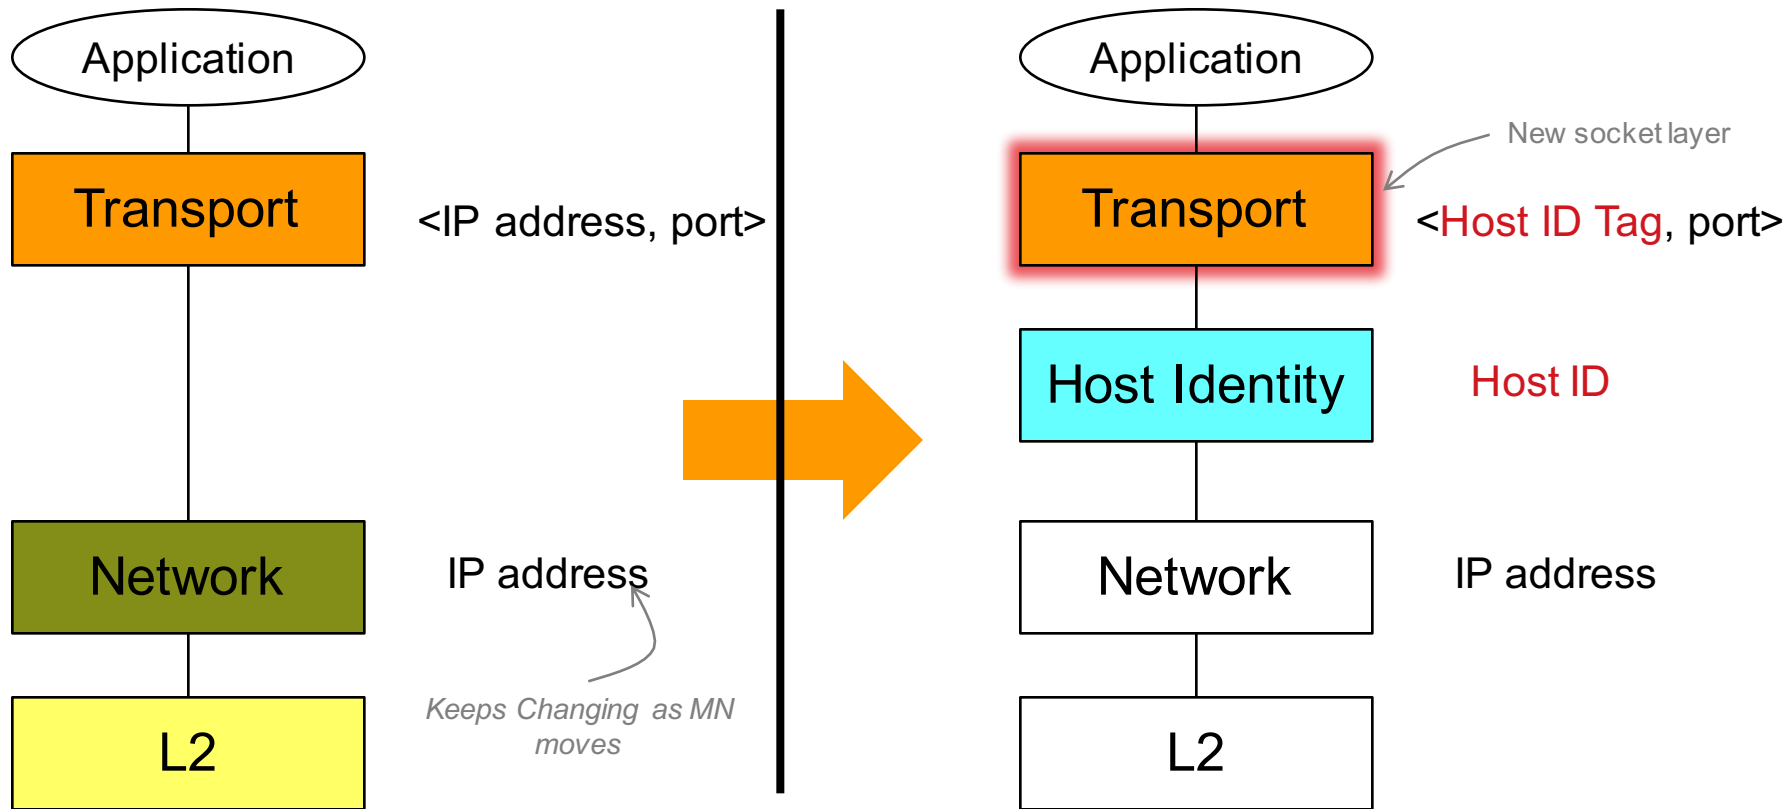 Application
Transport
<IP address, port>
Network
IP address
Keeps Changing as MN
moves
L2
Application
New socket layer
Transport
<Host ID Tag, port>
Host Identity
Host ID
Network
IP address
L2